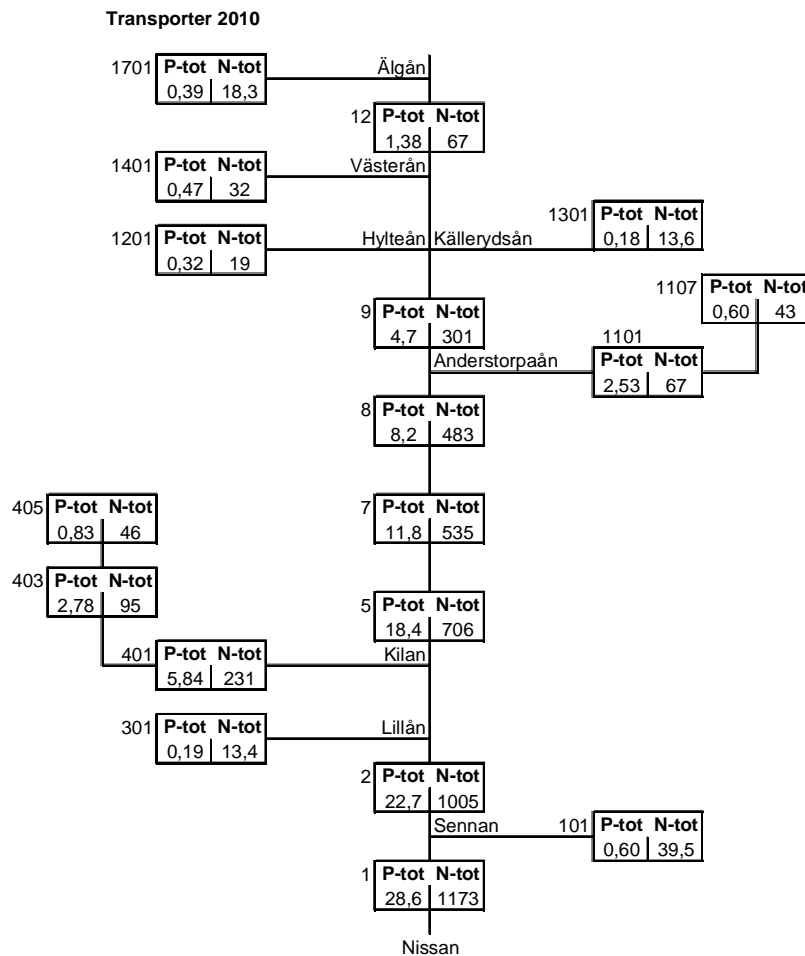 Transporter 2010
1701 P-tot N-tot Älgån
0,39 18,3
12 P-tot N-tot
1,38 67
1401 P-tot N-tot Västerån
0,47 32
1301 P-tot N-tot
0,18 13,6
1201 P-tot N-tot Hylteån Källerydsån
0,32 19
1107 P-tot N-tot
0,60 43
9 P-tot N-tot
4,7 301
Anderstorpaån
1101 P-tot N-tot
2,53 67
8 P-tot N-tot
8,2 483
405 P-tot N-tot
0,83 46
7 P-tot N-tot
11,8 535
403 P-tot N-tot
2,78 95
5 P-tot N-tot
18,4 706
401 P-tot N-tot Kilan
5,84 231
301 P-tot N-tot Lillån
0,19 13,4
2 P-tot N-tot
22,7 1005
Sennan 101 P-tot N-tot
0,60 39,5
1 P-tot N-tot
28,6 1173
Nissan